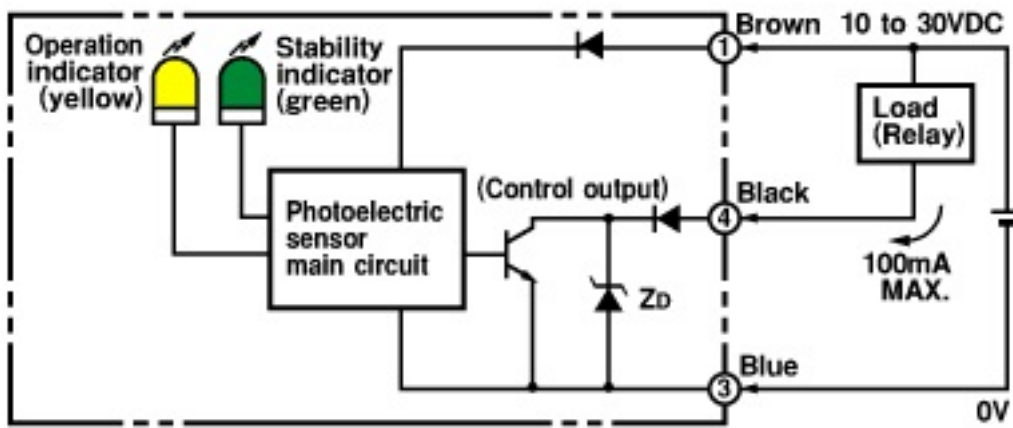 Operation
indicator
(yellow)
Stability
indicator
(green)
1
Brown 10 to 30VDC
Load
(Relay)
Photoelectric
sensor
main circuit
(Control output)
4
Black
100mA
MAX.
ZD
3
Blue
0V